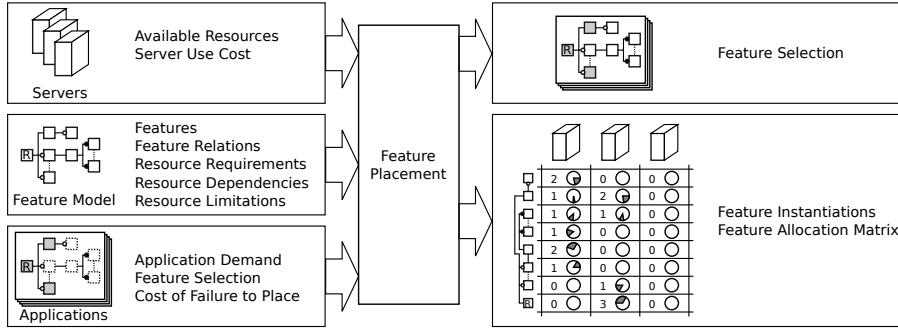 Available Resources
Server Use Cost
Servers
Features
Feature Relations
Resource Requirements
Resource Dependencies
Resource Limitations
R
Feature Model
Application Demand
Feature Selection
Cost of Failure to Place
R
Applications
Feature
Placement
R
Feature Selection
2 0 0
1 2 0
1 1 0
1 0 0
2 0 0
1 0 0
0 1 0
R 0 3 0
Feature Instantiations
Feature Allocation Matrix